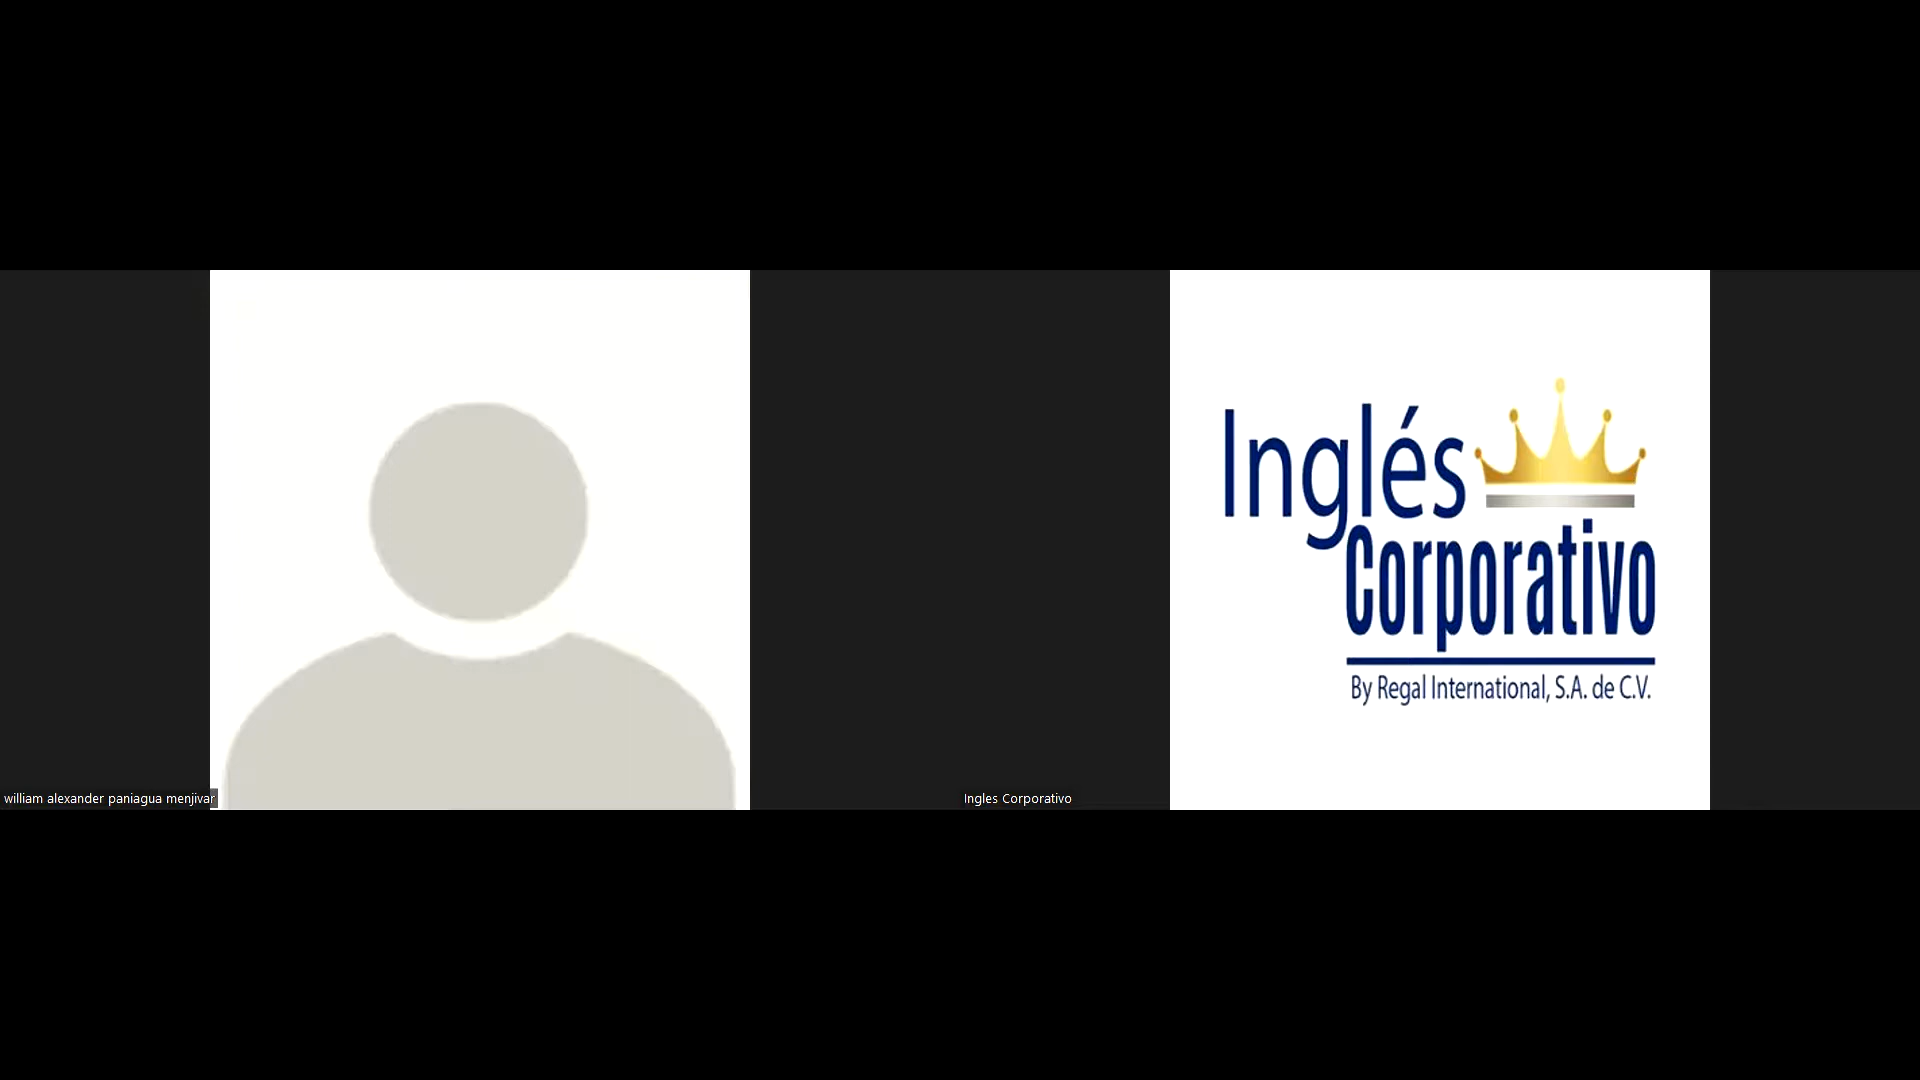 Inglés
Corporativo
By Regal International, S.A. de C.V.
william alexander paniagua menjivar
Ingles Corporativo